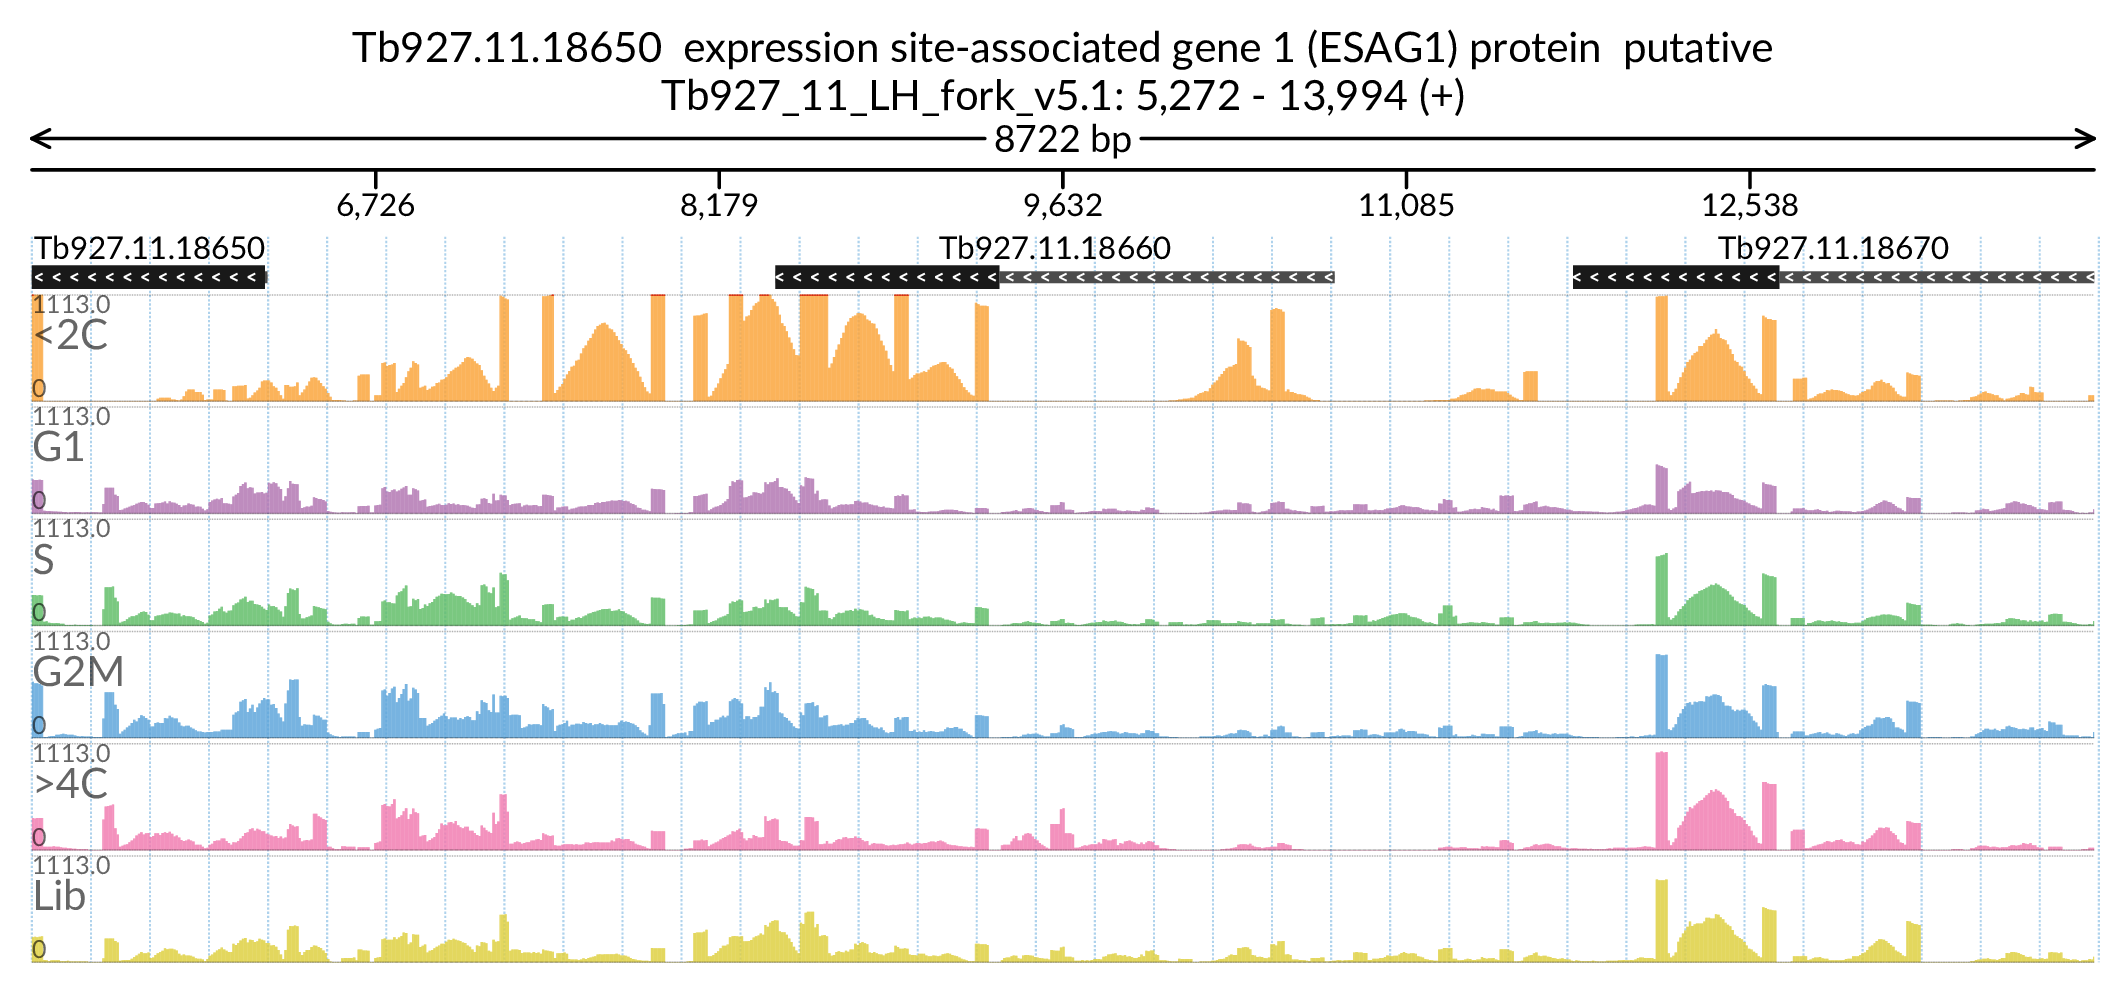 Tb927.11.18650  expression site-associated gene 1 (ESAG1) protein  putative
Tb927_11_LH_fork_v5.1: 5,272 - 13,994 (+)
8722 bp
6,726 8,179 9,632 11,085 12,538
Tb927.11.18650 Tb927.11.18660 Tb927.11.18670
1113.0
<2C
0
1113.0
G1
0
1113.0
S
0
1113.0
G2M
0
1113.0
>4C
0
1113.0
Lib
0